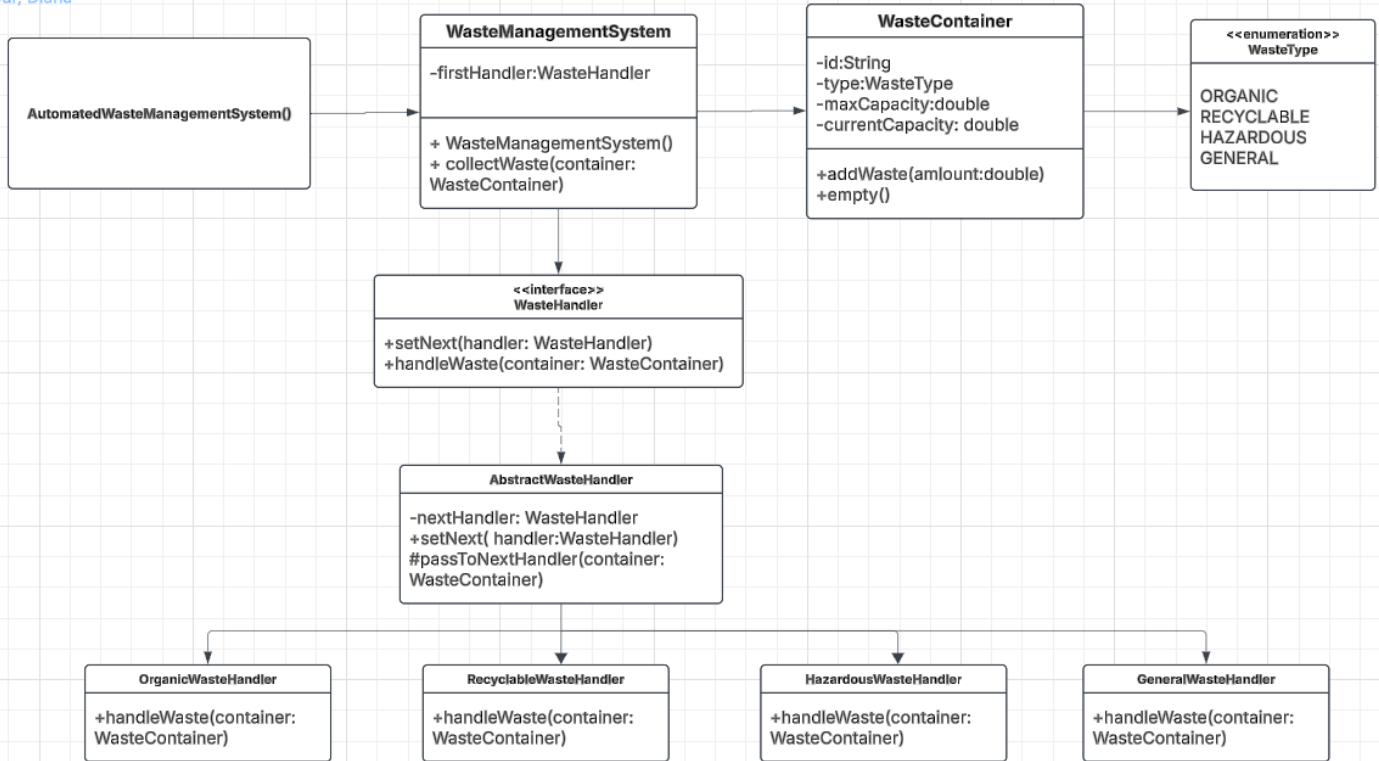 Diana
WasteManagementSystem
-firstHandler:WasteHandler
+ WasteManagementSystem()
+ collectWaste(container:
WasteContainer)
WasteContainer
-id:String
-type:WasteType
-maxCapacity:double
-currentCapacity: double
+addWaste(amlount:double)
+empty()
<<enumeration>>
WasteType
ORGANIC
RECYCLABLE
HAZARDOUS
GENERAL
AutomatedWasteManagementSystem()
<<interface>>
WasteHandler
+setNext(handler: WasteHandler)
+handleWaste(container: WasteContainer)
AbstractWasteHandler
-nextHandler: WasteHandler
+setNext( handler:WasteHandler)
#passToNextHandler(container:
WasteContainer)
OrganicWasteHandler
+handleWaste(container:
WasteContainer)
RecyclableWasteHandler
+handleWaste(container:
WasteContainer)
HazardousWasteHandler
+handleWaste(container:
WasteContainer)
GeneralWasteHandler
+handleWaste(container:
WasteContainer)